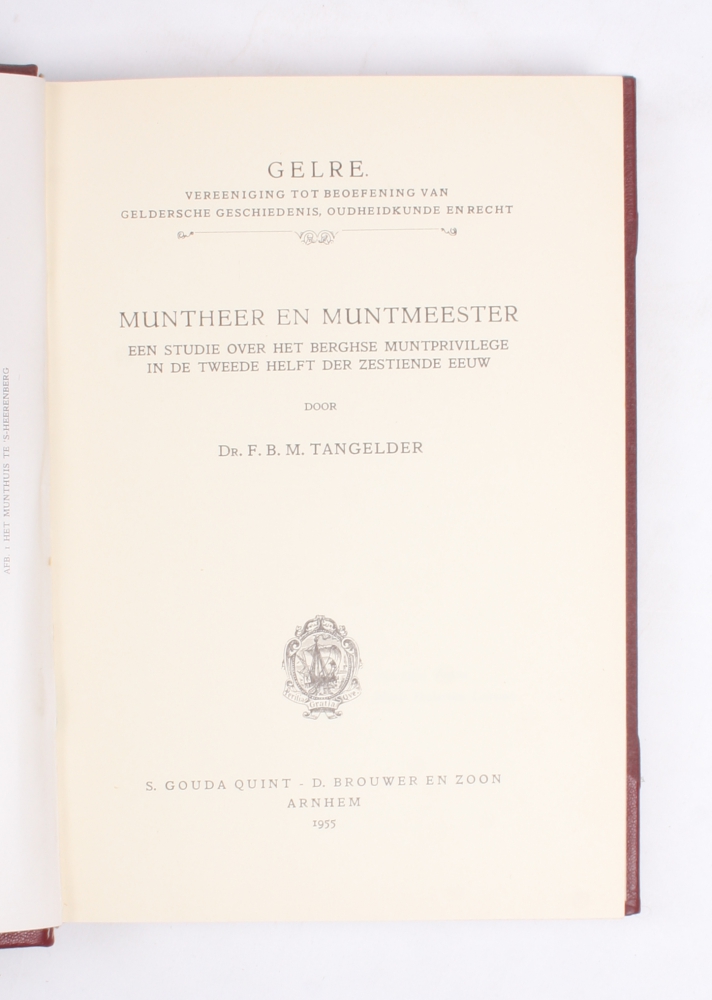 AFB. 1 HET MUNTHUIS TE 'S-HEERENBERG
GELRE.
VEREENIGING TOT BEOEFENING VAN
GELDERSCHE GESCHIEDENIS, OUDHEIDKUNDE EN RECHT
MUNTHEER EN MUNTMEESTER
EEN STUDIE OVER HET BERGHSE MUNTPRIVILEGE
IN DE TWEEDE HELFT DER ZESTIENDE EEUW
DOOR
DR. F. B. M. TANGELDER
Gratia
S. GOUDA QUINT - D. BROUWER EN ZOON
ARNHEM
1955